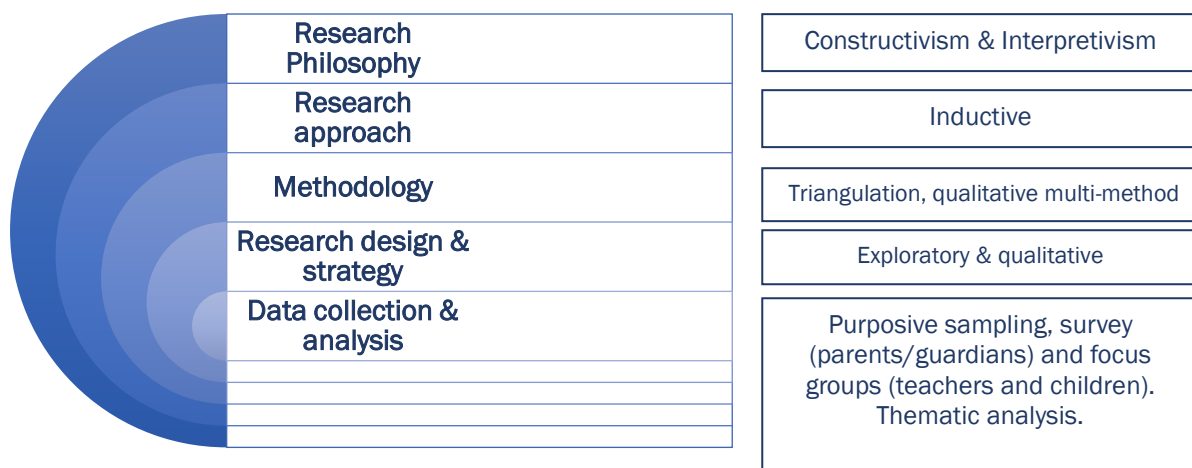 Research
Philosophy
Constructivism & Interpretivism
Research
approach
Inductive
Methodology
Triangulation, qualitative multi-method
Research design &
strategy
Exploratory & qualitative
Data collection &
analysis
Purposive sampling, survey
(parents/guardians) and focus
groups (teachers and children).
Thematic analysis.